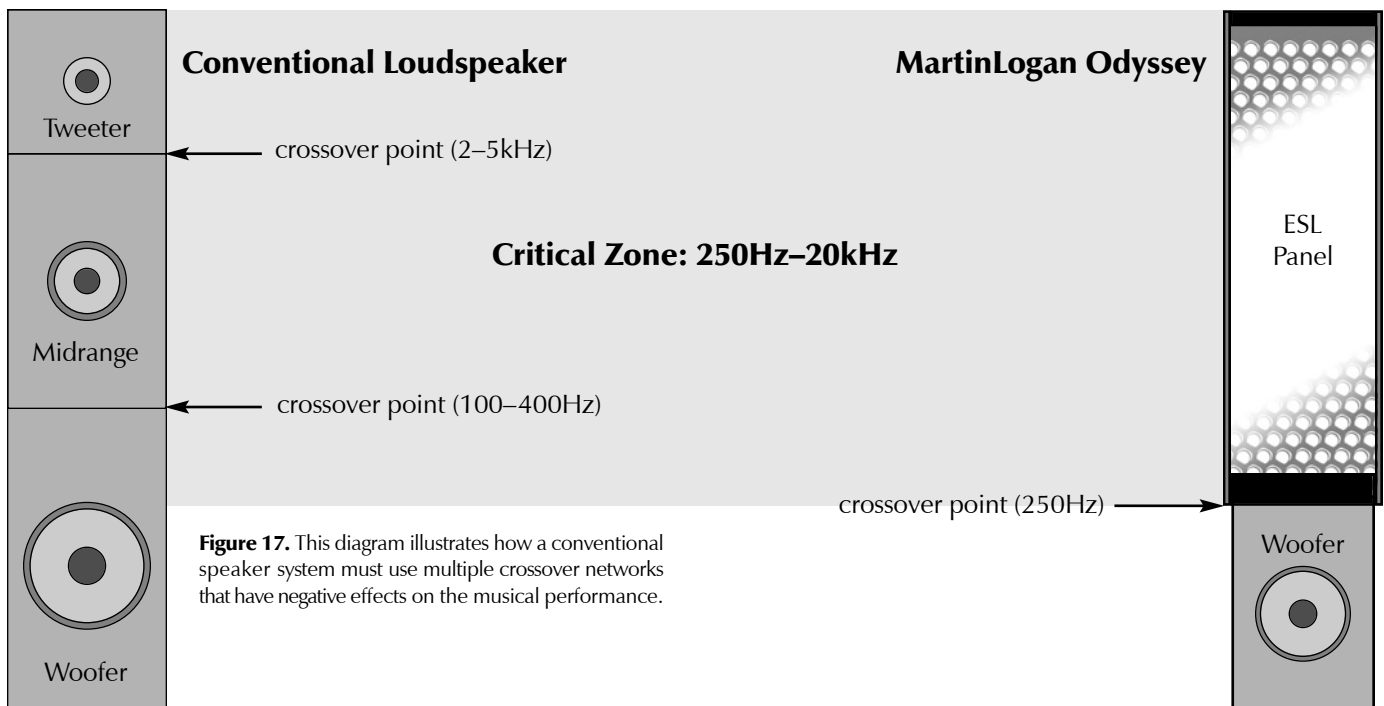 Conventional Loudspeaker
MartinLogan Odyssey
Tweeter
crossover point (2–5kHz)
ESL
Panel
Critical Zone: 250Hz–20kHz
Midrange
crossover point (100–400Hz)
crossover point (250Hz)
Figure 17. This diagram illustrates how a conventional
speaker system must use multiple crossover networks
that have negative effects on the musical performance.
Woofer
Woofer